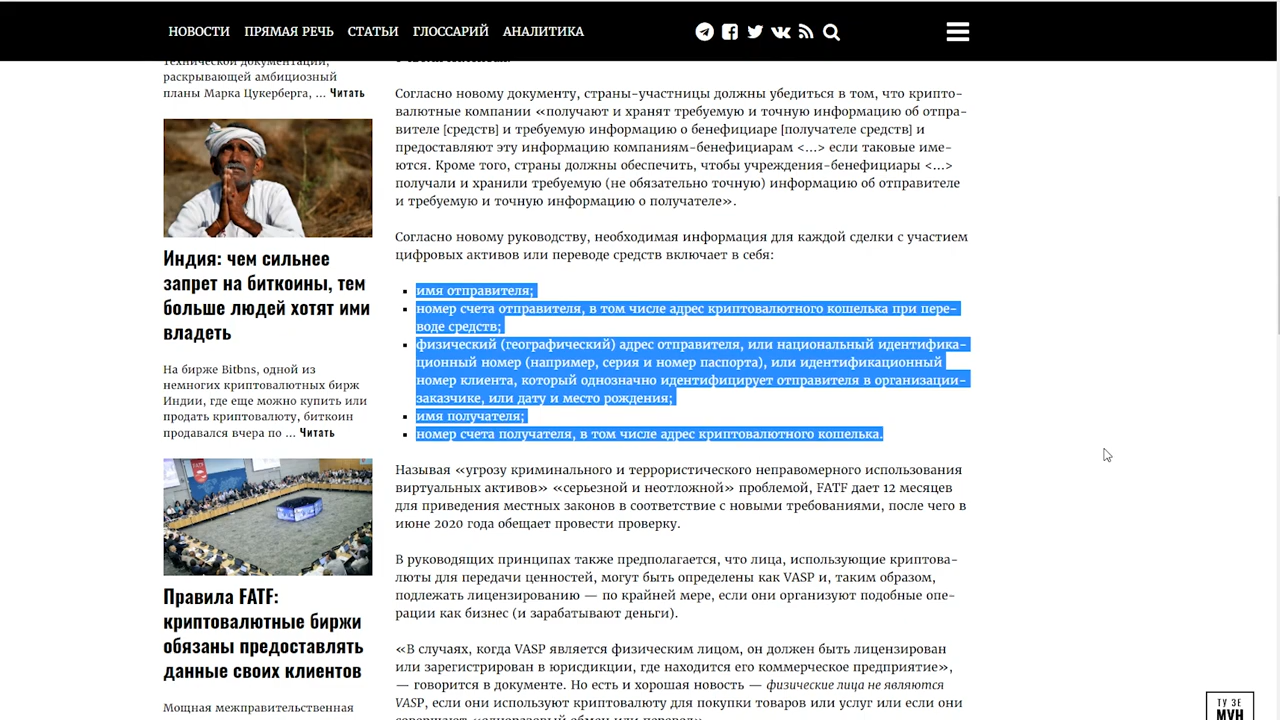 НОВОСТИ ПРЯМАЯ РЕЧЬ СТАТЬИ ГЛОССАРИЙ АНАЛИТИКА
технической документации,
раскрывающей амбициозный
планы Марка Цукерберга, ... Читать
Индия: чем сильнее
запрет на биткоины, тем
больше людей хотят ими
владеть
На бирже Bitbns, одной из
немногих криптовалютных бирж
Индии, где еще можно купить или
продать криптовалюту, биткоин
продавался вчера по ... Читать
Правила FATF:
криптовалютные биржи
обязаны предоставлять
данные своих клиентов
Мощная межправительственная
Согласно новому документу, страны-участницы должны убедиться в том, что крипто-
валютные компании «получают и хранят требуемую и точную информацию об отпра-
вителе [средств] и требуемую информацию о бенефициаре [получателе средств] и
предоставляют эту информацию компаниям-бенефициарам <...> если таковые име-
ются. Кроме того, страны должны обеспечить, чтобы учреждения-бенефициары <...>
получали и хранили требуемую (не обязательно точную) информацию об отправителе
и требуемую и точную информацию о получателе».
Согласно новому руководству, необходимая информация для каждой сделки с участием
цифровых активов или переводе средств включает в себя:
имя отправителя;
номер счета отправителя, в том числе адрес криптовалютного кошелька при пере-
воде средств;
физический (географический) адрес отправителя, или национальный идентифика-
ционный номер (например, серия и номер паспорта), или идентификационный
номер клиента, который однозначно идентифицирует отправителя в организации-
заказчике, или дату и место рождения;
имя получателя;
номер счета получателя, в том числе адрес криптовалютного кошелька.
Называя «угрозу криминального и террористического неправомерного использования
виртуальных активов» «серьезной и неотложной» проблемой, FATF дает 12 месяцев
для приведения местных законов в соответствие с новыми требованиями, после чего в
июне 2020 года обещает провести проверку.
В руководящих принципах также предполагается, что лица, использующие криптова-
люты для передачи ценностей, могут быть определены как VASP и, таким образом,
подлежать лицензированию — по крайней мере, если они организуют подобные опе-
рации как бизнес (и зарабатывают деньги).
«В случаях, когда VASP является физическим лицом, он должен быть лицензирован
или зарегистрирован в юрисдикции, где находится его коммерческое предприятие»,
— говорится в документе. Но есть и хорошая новость — физические лица не являются
VASP, если они используют криптовалюту для покупки товаров или услуг или если они
совершают «одноразовый обмен или перевод».
ТУ ЗЕ
МУН